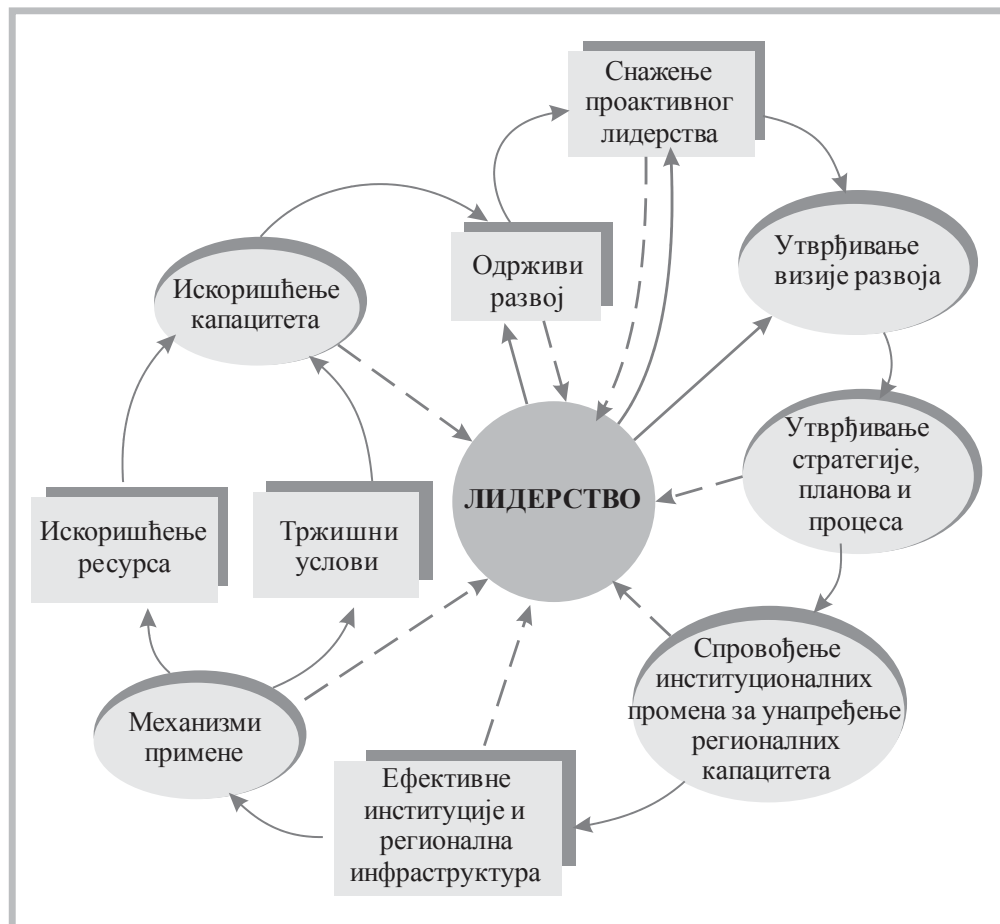 Снажење
проактивног
лидерства
Утврђивање
визије развоја
Одрживи
развој
Искоришћење
капацитета
Утврђивање
стратегије,
планова и
процеса
ЛИДЕРСТВО
Искоришћење
ресурса
Тржишни
услови
Спровођење
институционалних
промена за унапређење
регионалних
капацитета
Механизми
примене
Ефективне
институције и
регионална
инфраструктура